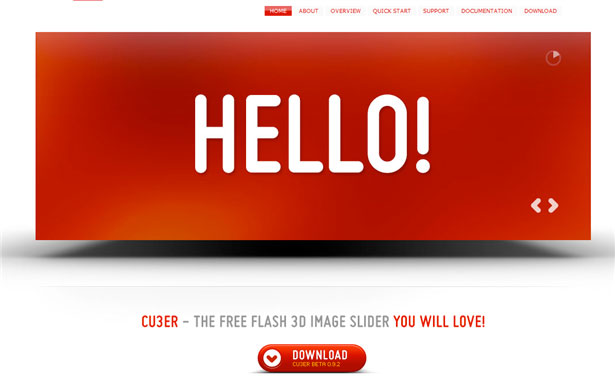 HOME ABOUT OVERVIEW QUICK START SUPPORT DOCUMENTATION DOWNLOAD
HELLO!
CU3ER - THE FREE FLASH 3D IMAGE SLIDER YOU WILL LOVE!
DOWNLOAD
CU3ER BETA 0.9.2